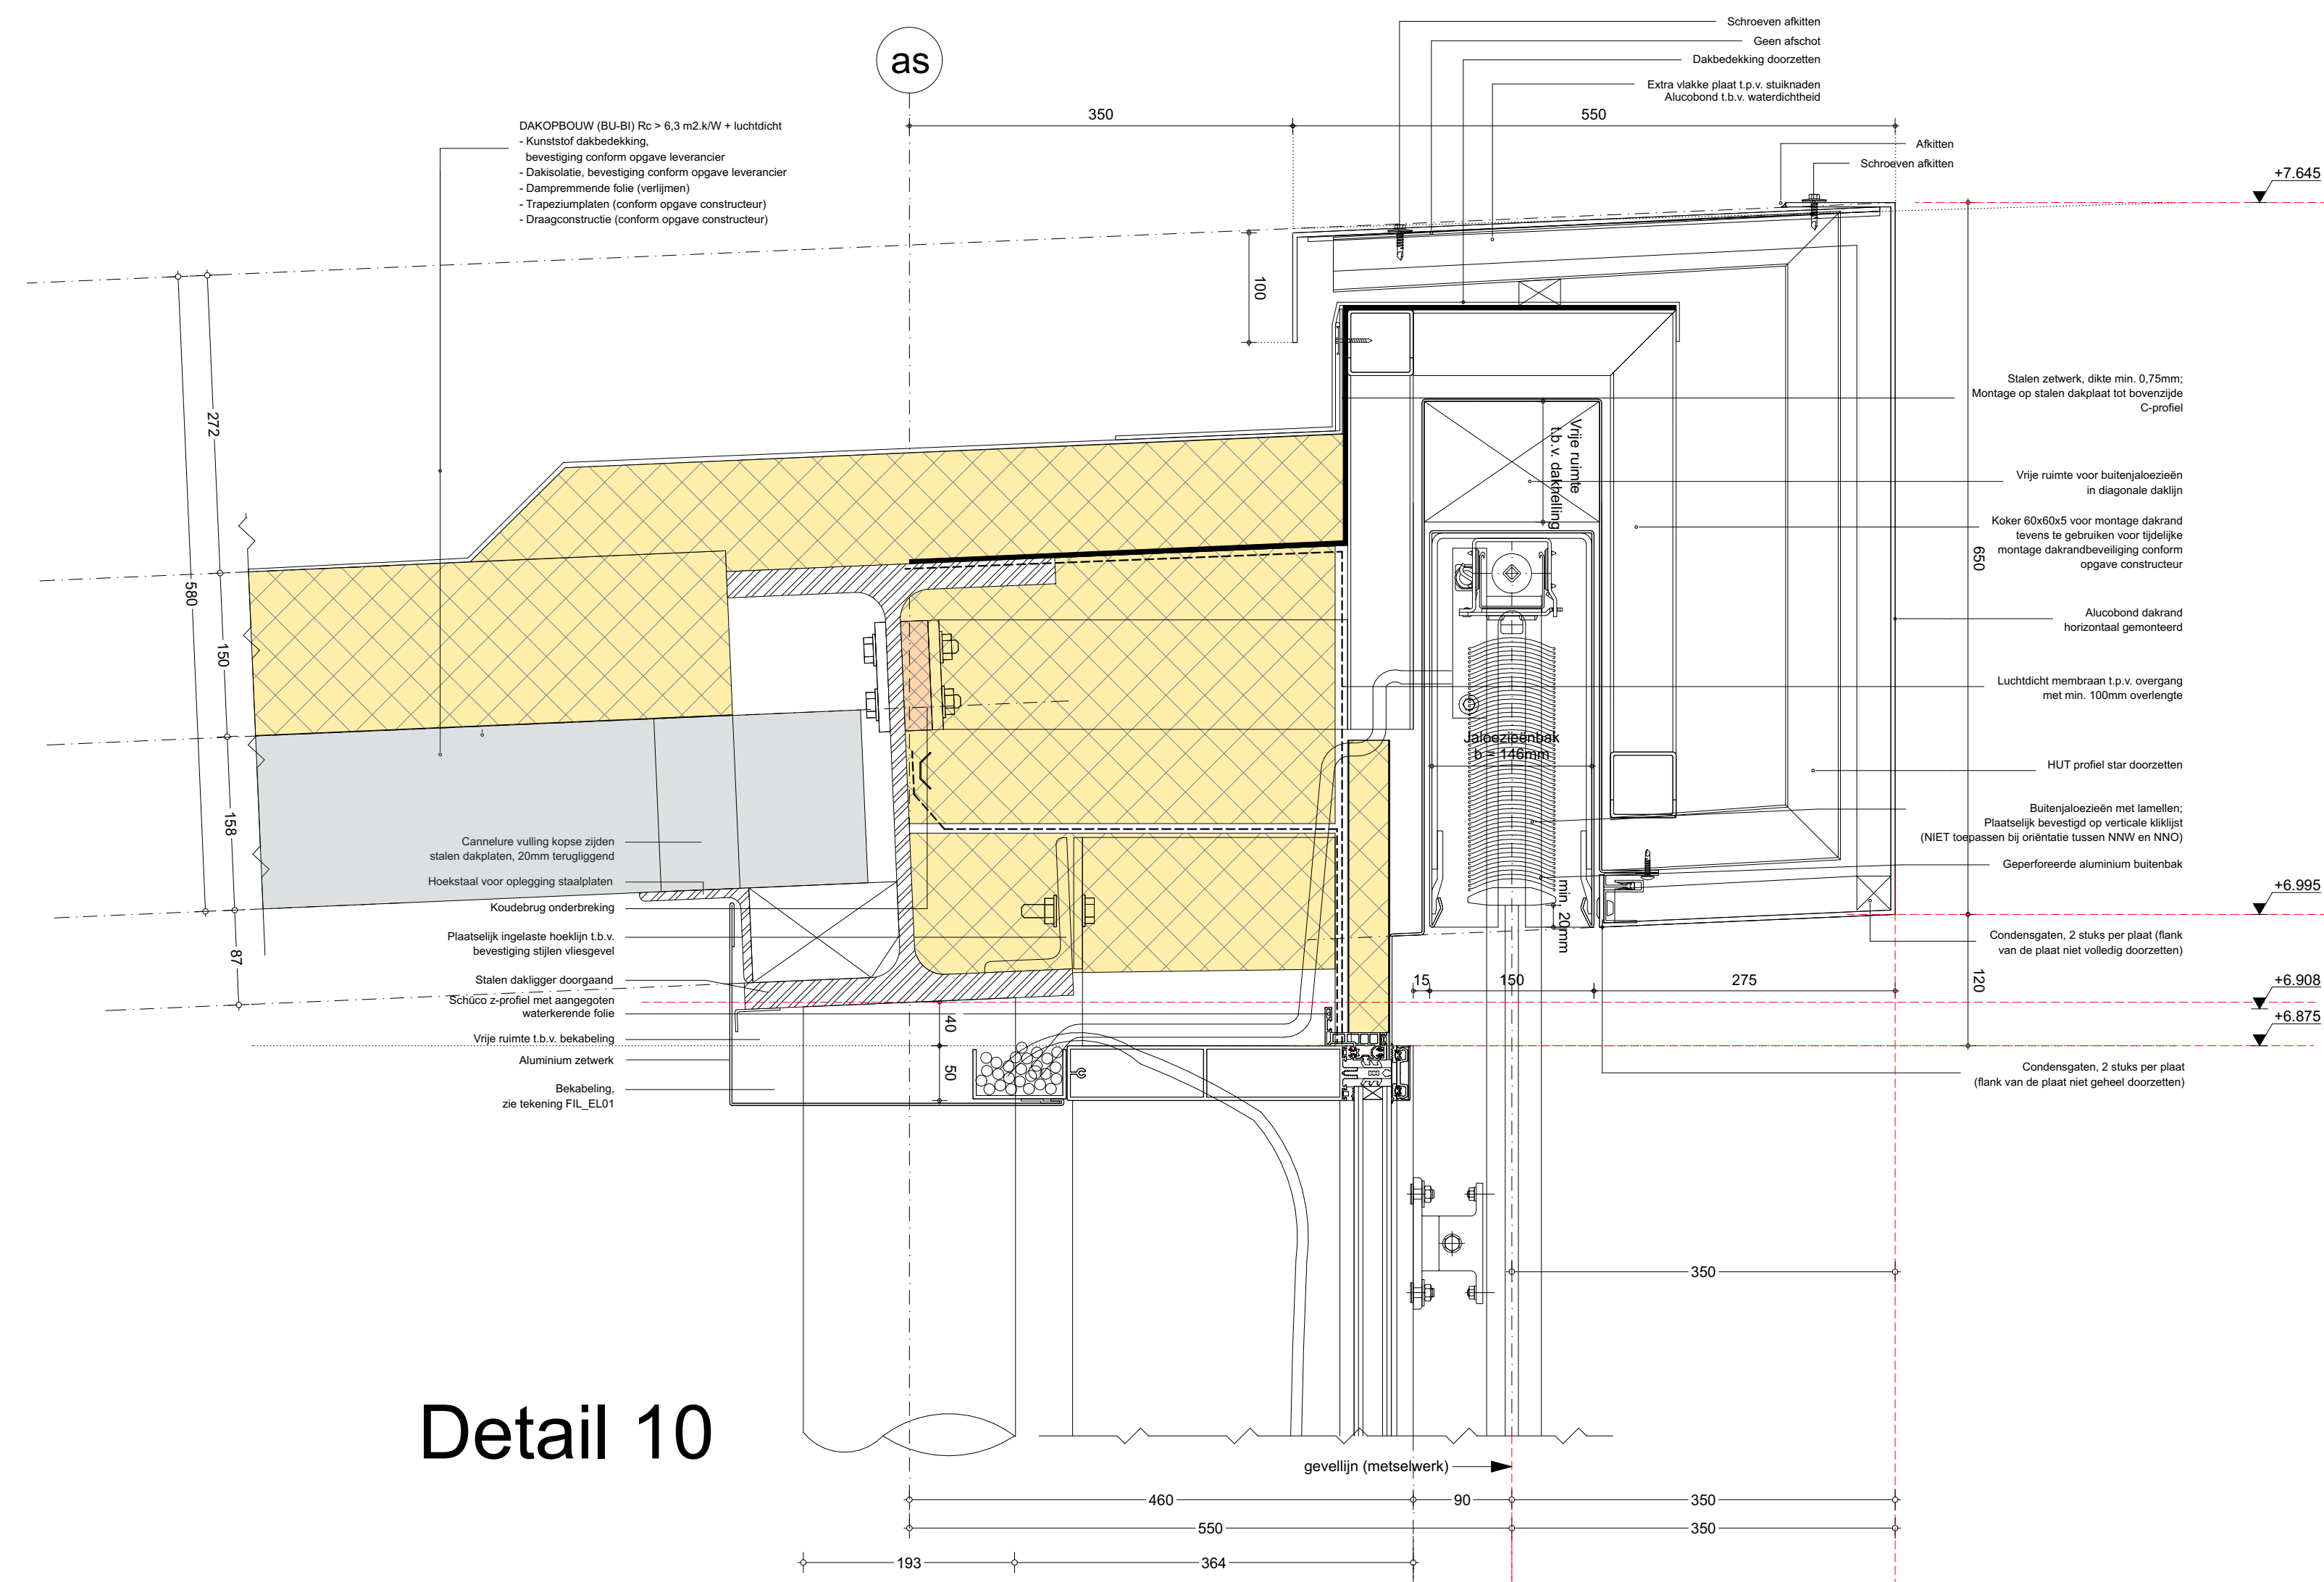 as
Schroeven afkitten
Geen afschot
Dakbedekking doorzetten
Extra vlakke plaat t.p.v. stuiknaden
Alucobond t.b.v. waterdichtheid
350
550
Afkitten
Schroeven afkitten
+7.645
DAKOPBOUW (BU-BI) Rc > 6,3 m2.k/W + luchtdicht
- Kunststof dakbedekking,
bevestiging conform opgave leverancier
- Dakisolatie, bevestiging conform opgave leverancier
- Dampremmende folie (verlijmen)
- Trapeziumplaten (conform opgave constructeur)
- Draagconstructie (conform opgave constructeur)
100
272
580
150
158
87
Stalen zetwerk, dikte min. 0,75mm;
Montage op stalen dakplaat tot bovenzijde
C-profiel
Vrije ruimte
t.b.v. dakhelling
Vrije ruimte voor buitenjaloezieën
in diagonale daklijn
Koker 60x60x5 voor montage dakrand
tevens te gebruiken voor tijdelijke
montage dakrandbeveiliging conform
opgave constructeur
650
Alucobond dakrand
horizontaal gemonteerd
Luchtdicht membraan t.p.v. overgang
met min. 100mm overlengte
Jaloezieënbak
b = 146mm
HUT profiel star doorzetten
Buitenjaloezieën met lamellen;
Plaatselijk bevestigd op verticale kliklijst
(NIET toepassen bij oriëntatie tussen NNW en NNO)
Geperforeerde aluminium buitenbak
min. 20mm
+6.995
Condensgaten, 2 stuks per plaat (flank
van de plaat niet volledig doorzetten)
15
150
275
120
+6.908
+6.875
Condensgaten, 2 stuks per plaat
(flank van de plaat niet geheel doorzetten)
Cannelure vulling kopse zijden
stalen dakplaten, 20mm terugliggend
Hoekstaal voor oplegging staalplaten
Koudebrug onderbreking
Plaatselijk ingelaste hoeklijn t.b.v.
bevestiging stijlen vliesgevel
Stalen dakligger doorgaand
Schüco z-profiel met aangegoten
waterkerende folie
Vrije ruimte t.b.v. bekabeling
Aluminium zetwerk
Bekabeling,
zie tekening FIL_EL01
40
50
350
Detail 10
gevellijn (metselwerk)
460
90
350
550
350
193
364